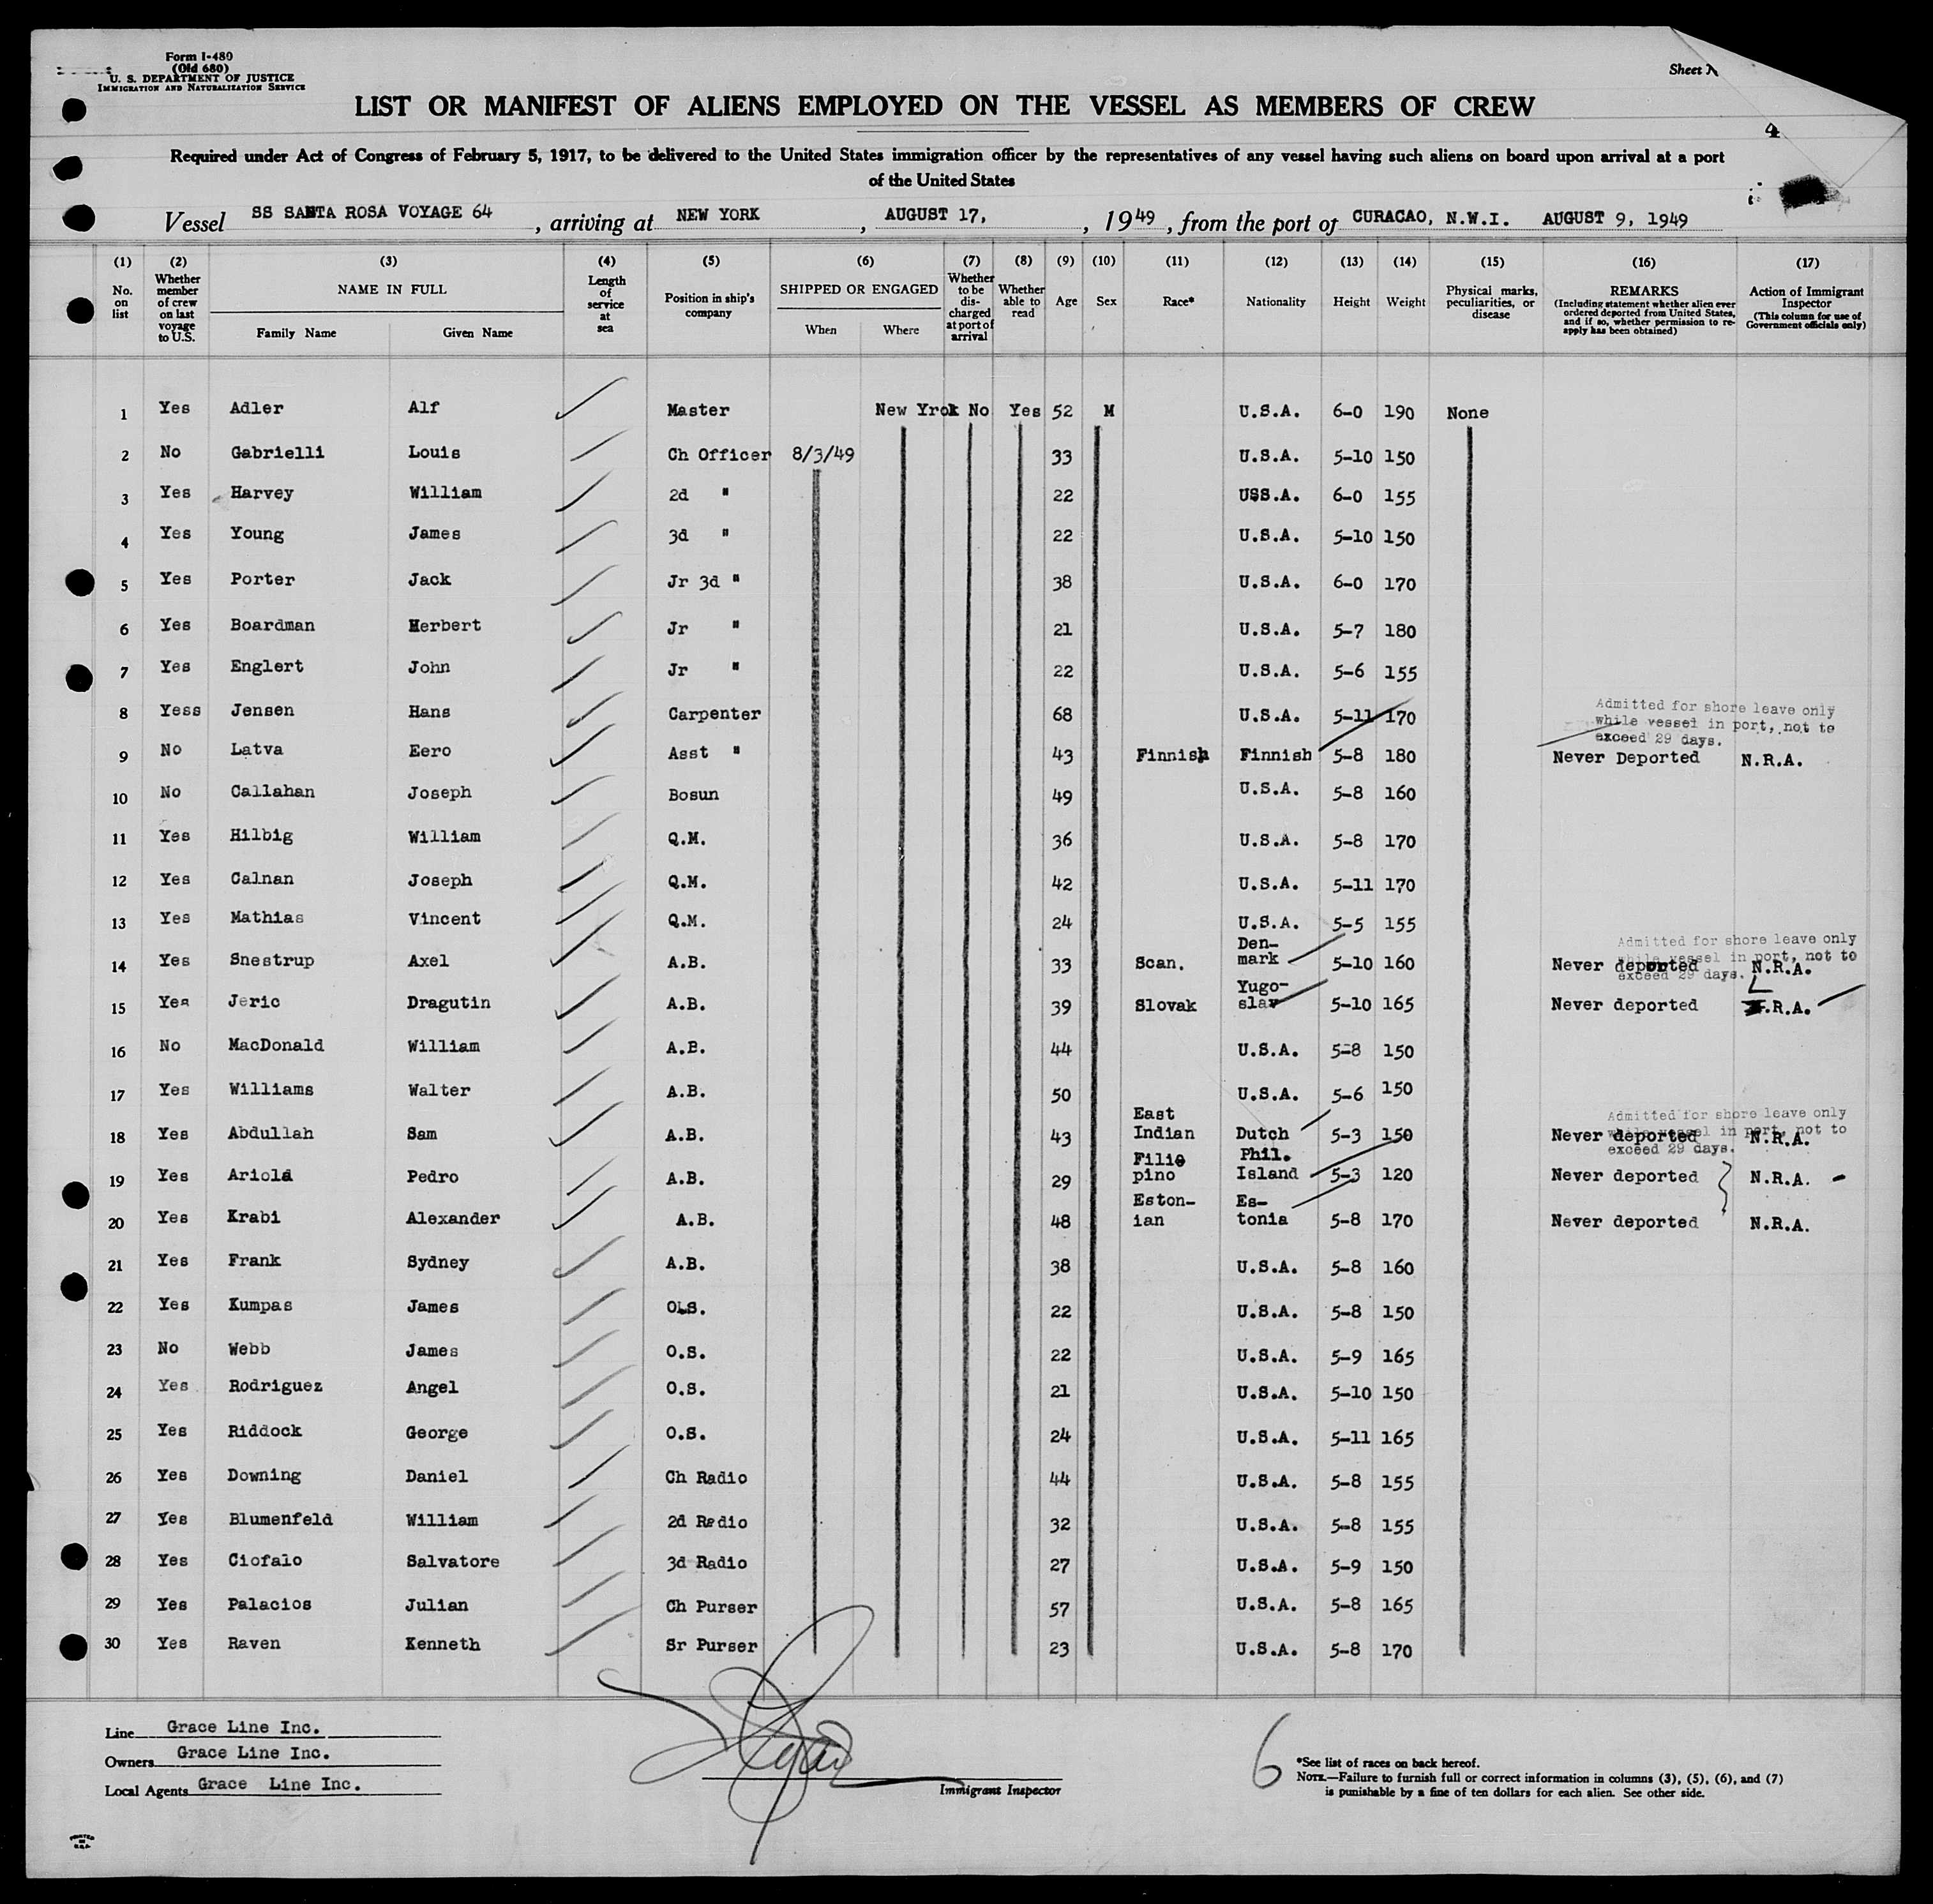 Form I-480
(Old 680)
U. S. DEPARTMENT OF JUSTICE
IMMIGRATION AND NATURALIZATION SERVICE
Sheet
4
LIST OR MANIFEST OF ALIENS EMPLOYED ON THE VESSEL AS MEMBERS OF CREW
Required under Act of Congress of February 5, 1917, to be delivered to the United States immigration officer by the representatives of any vessel having such aliens on board upon arrival at a port
of the United States
Vessel SS SANTA ROSA VOYAGE 64 , arriving at NEW YORK , AUGUST 17, , 1949 , from the port of CURACAO, N.W.I. AUGUST 9, 1949
(1) (2) (3) (4) (5) (6) (7) (8) (9) (10) (11) (12) (13) (14) (15) (16) (17)
No. on list
Whether member of crew on last voyage to U.S.
NAME IN FULL
Family Name Given Name
Length of service at sea
Position in ship's company
SHIPPED OR ENGAGED
When Where
Whether to be dis-charged at port of arrival
Whether able to read
Age Sex Race* Nationality Height Weight
Physical marks, peculiarities, or disease
REMARKS
(Including statement whether alien ever ordered deported from United States, and if so, whether permission to re-apply has been obtained)
Action of Immigrant Inspector
(This column for use of Government officials only)
1 Yes Adler Alf Master New Yrok No Yes 52 M U.S.A. 6-0 190 None
2 No Gabrielli Louis Ch Officer 8/3/49 33 U.S.A. 5-10 150
3 Yes Harvey William 2d " 22 USS.A. 6-0 155
4 Yes Young James 3d " 22 U.S.A. 5-10 150
5 Yes Porter Jack Jr 3d " 38 U.S.A. 6-0 170
6 Yes Boardman Herbert Jr " 21 U.S.A. 5-7 180
7 Yes Englert John Jr " 22 U.S.A. 5-6 155
8 Yess Jensen Hans Carpenter 68 U.S.A. 5-11 170
Admitted for shore leave only
while vessel in port, not to
exceed 29 days.
9 No Latva Eero Asst " 43 Finnish Finnish 5-8 180 Never Deported N.R.A.
10 No Callahan Joseph Bosun 49 U.S.A. 5-8 160
11 Yes Hilbig William Q.M. 36 U.S.A. 5-8 170
12 Yes Calnan Joseph Q.M. 42 U.S.A. 5-11 170
13 Yes Mathias Vincent Q.M. 24 U.S.A. 5-5 155
Admitted for shore leave only
while vessel in port, not to
exceed 29 days.
14 Yes Snestrup Axel A.B. 33 Scan. Den-mark 5-10 160 Never deported N.R.A.
15 Yes Jeric Dragutin A.B. 39 Slovak Yugo-slav 5-10 165 Never deported L.R.A.
16 No MacDonald William A.B. 44 U.S.A. 5-8 150
17 Yes Williams Walter A.B. 50 U.S.A. 5-6 150
Admitted for shore leave only
while vessel in port, not to
exceed 29 days.
18 Yes Abdullah Sam A.B. 43 East Indian Dutch 5-3 150 Never deported N.R.A.
19 Yes Ariola Pedro A.B. 29 Filip pino Phil. Island 5-3 120 Never deported N.R.A.
20 Yes Krabi Alexander A.B. 48 Eston-ian Es-tonia 5-8 170 Never deported N.R.A.
21 Yes Frank Sydney A.B. 38 U.S.A. 5-8 160
22 Yes Kumpas James O.S. 22 U.S.A. 5-8 150
23 No Webb James O.S. 22 U.S.A. 5-9 165
24 Yes Rodriguez Angel O.S. 21 U.S.A. 5-10 150
25 Yes Riddock George O.S. 24 U.S.A. 5-11 165
26 Yes Downing Daniel Ch Radio 44 U.S.A. 5-8 155
27 Yes Blumenfeld William 2d Radio 32 U.S.A. 5-8 155
28 Yes Ciofalo Salvatore 3d Radio 27 U.S.A. 5-9 150
29 Yes Palacios Julian Ch Purser 57 U.S.A. 5-8 165
30 Yes Raven Kenneth Sr Purser 23 U.S.A. 5-8 170
Line Grace Line Inc.
Owners Grace Line Inc.
Local Agents Grace Line Inc.
Immigrant Inspector
6
*See list of races on back hereof.
NOTE.—Failure to furnish full or correct information in columns (3), (5), (6), and (7)
is punishable by a fine of ten dollars for each alien. See other side.
PRINTED IN U.S.A.